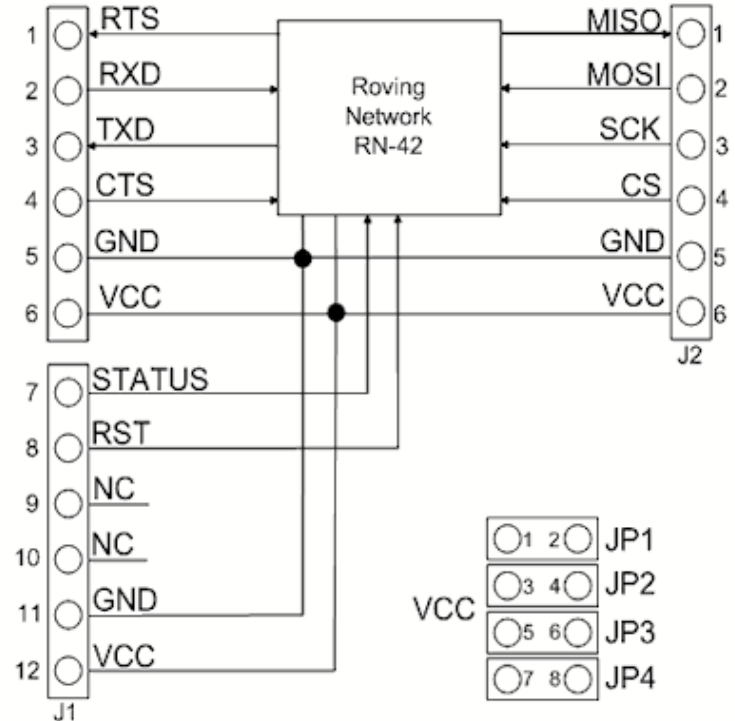 1 RTS
2 RXD
3 TXD
4 CTS
5 GND
6 VCC
Roving
Network
RN-42
MISO 1
MOSI 2
SCK 3
CS 4
GND 5
VCC 6
J2
7 STATUS
8 RST
9 NC
10 NC
11 GND
12 VCC
J1
VCC
1 2 JP1
3 4 JP2
5 6 JP3
7 8 JP4